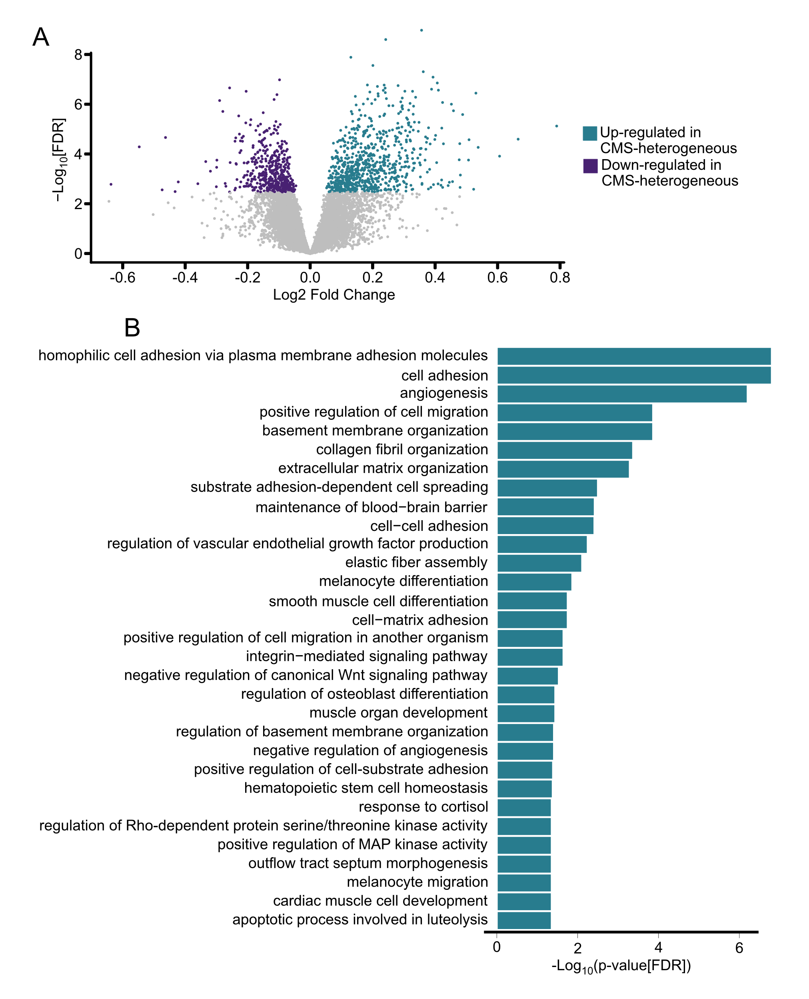 A
8
6
4
2
0
−Log10[FDR]
-0.6 -0.4 -0.2 0.0 0.2 0.4 0.6 0.8
Log2 Fold Change
Up-regulated in
CMS-heterogeneous
Down-regulated in
CMS-heterogeneous
B
homophilic cell adhesion via plasma membrane adhesion molecules
cell adhesion
angiogenesis
positive regulation of cell migration
basement membrane organization
collagen fibril organization
extracellular matrix organization
substrate adhesion-dependent cell spreading
maintenance of blood−brain barrier
cell−cell adhesion
regulation of vascular endothelial growth factor production
elastic fiber assembly
melanocyte differentiation
smooth muscle cell differentiation
cell−matrix adhesion
positive regulation of cell migration in another organism
integrin−mediated signaling pathway
negative regulation of canonical Wnt signaling pathway
regulation of osteoblast differentiation
muscle organ development
regulation of basement membrane organization
negative regulation of angiogenesis
positive regulation of cell-substrate adhesion
hematopoietic stem cell homeostasis
response to cortisol
regulation of Rho-dependent protein serine/threonine kinase activity
positive regulation of MAP kinase activity
outflow tract septum morphogenesis
melanocyte migration
cardiac muscle cell development
apoptotic process involved in luteolysis
0 2 4 6
-Log10(p-value[FDR])